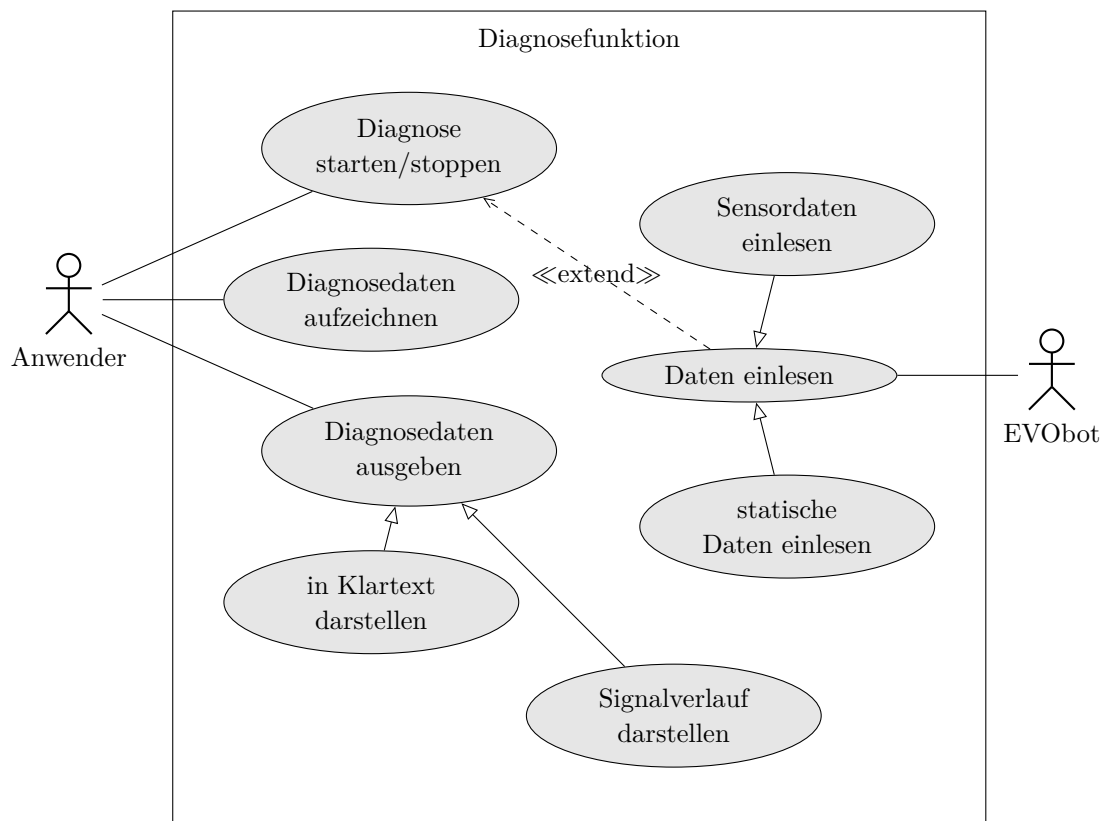 Diagnosefunktion
Diagnose
starten/stoppen
Sensordaten
einlesen
≪extend≫
Diagnosedaten
aufzeichnen
Anwender
Daten einlesen
EVObot
Diagnosedaten
ausgeben
statische
Daten einlesen
in Klartext
darstellen
Signalverlauf
darstellen